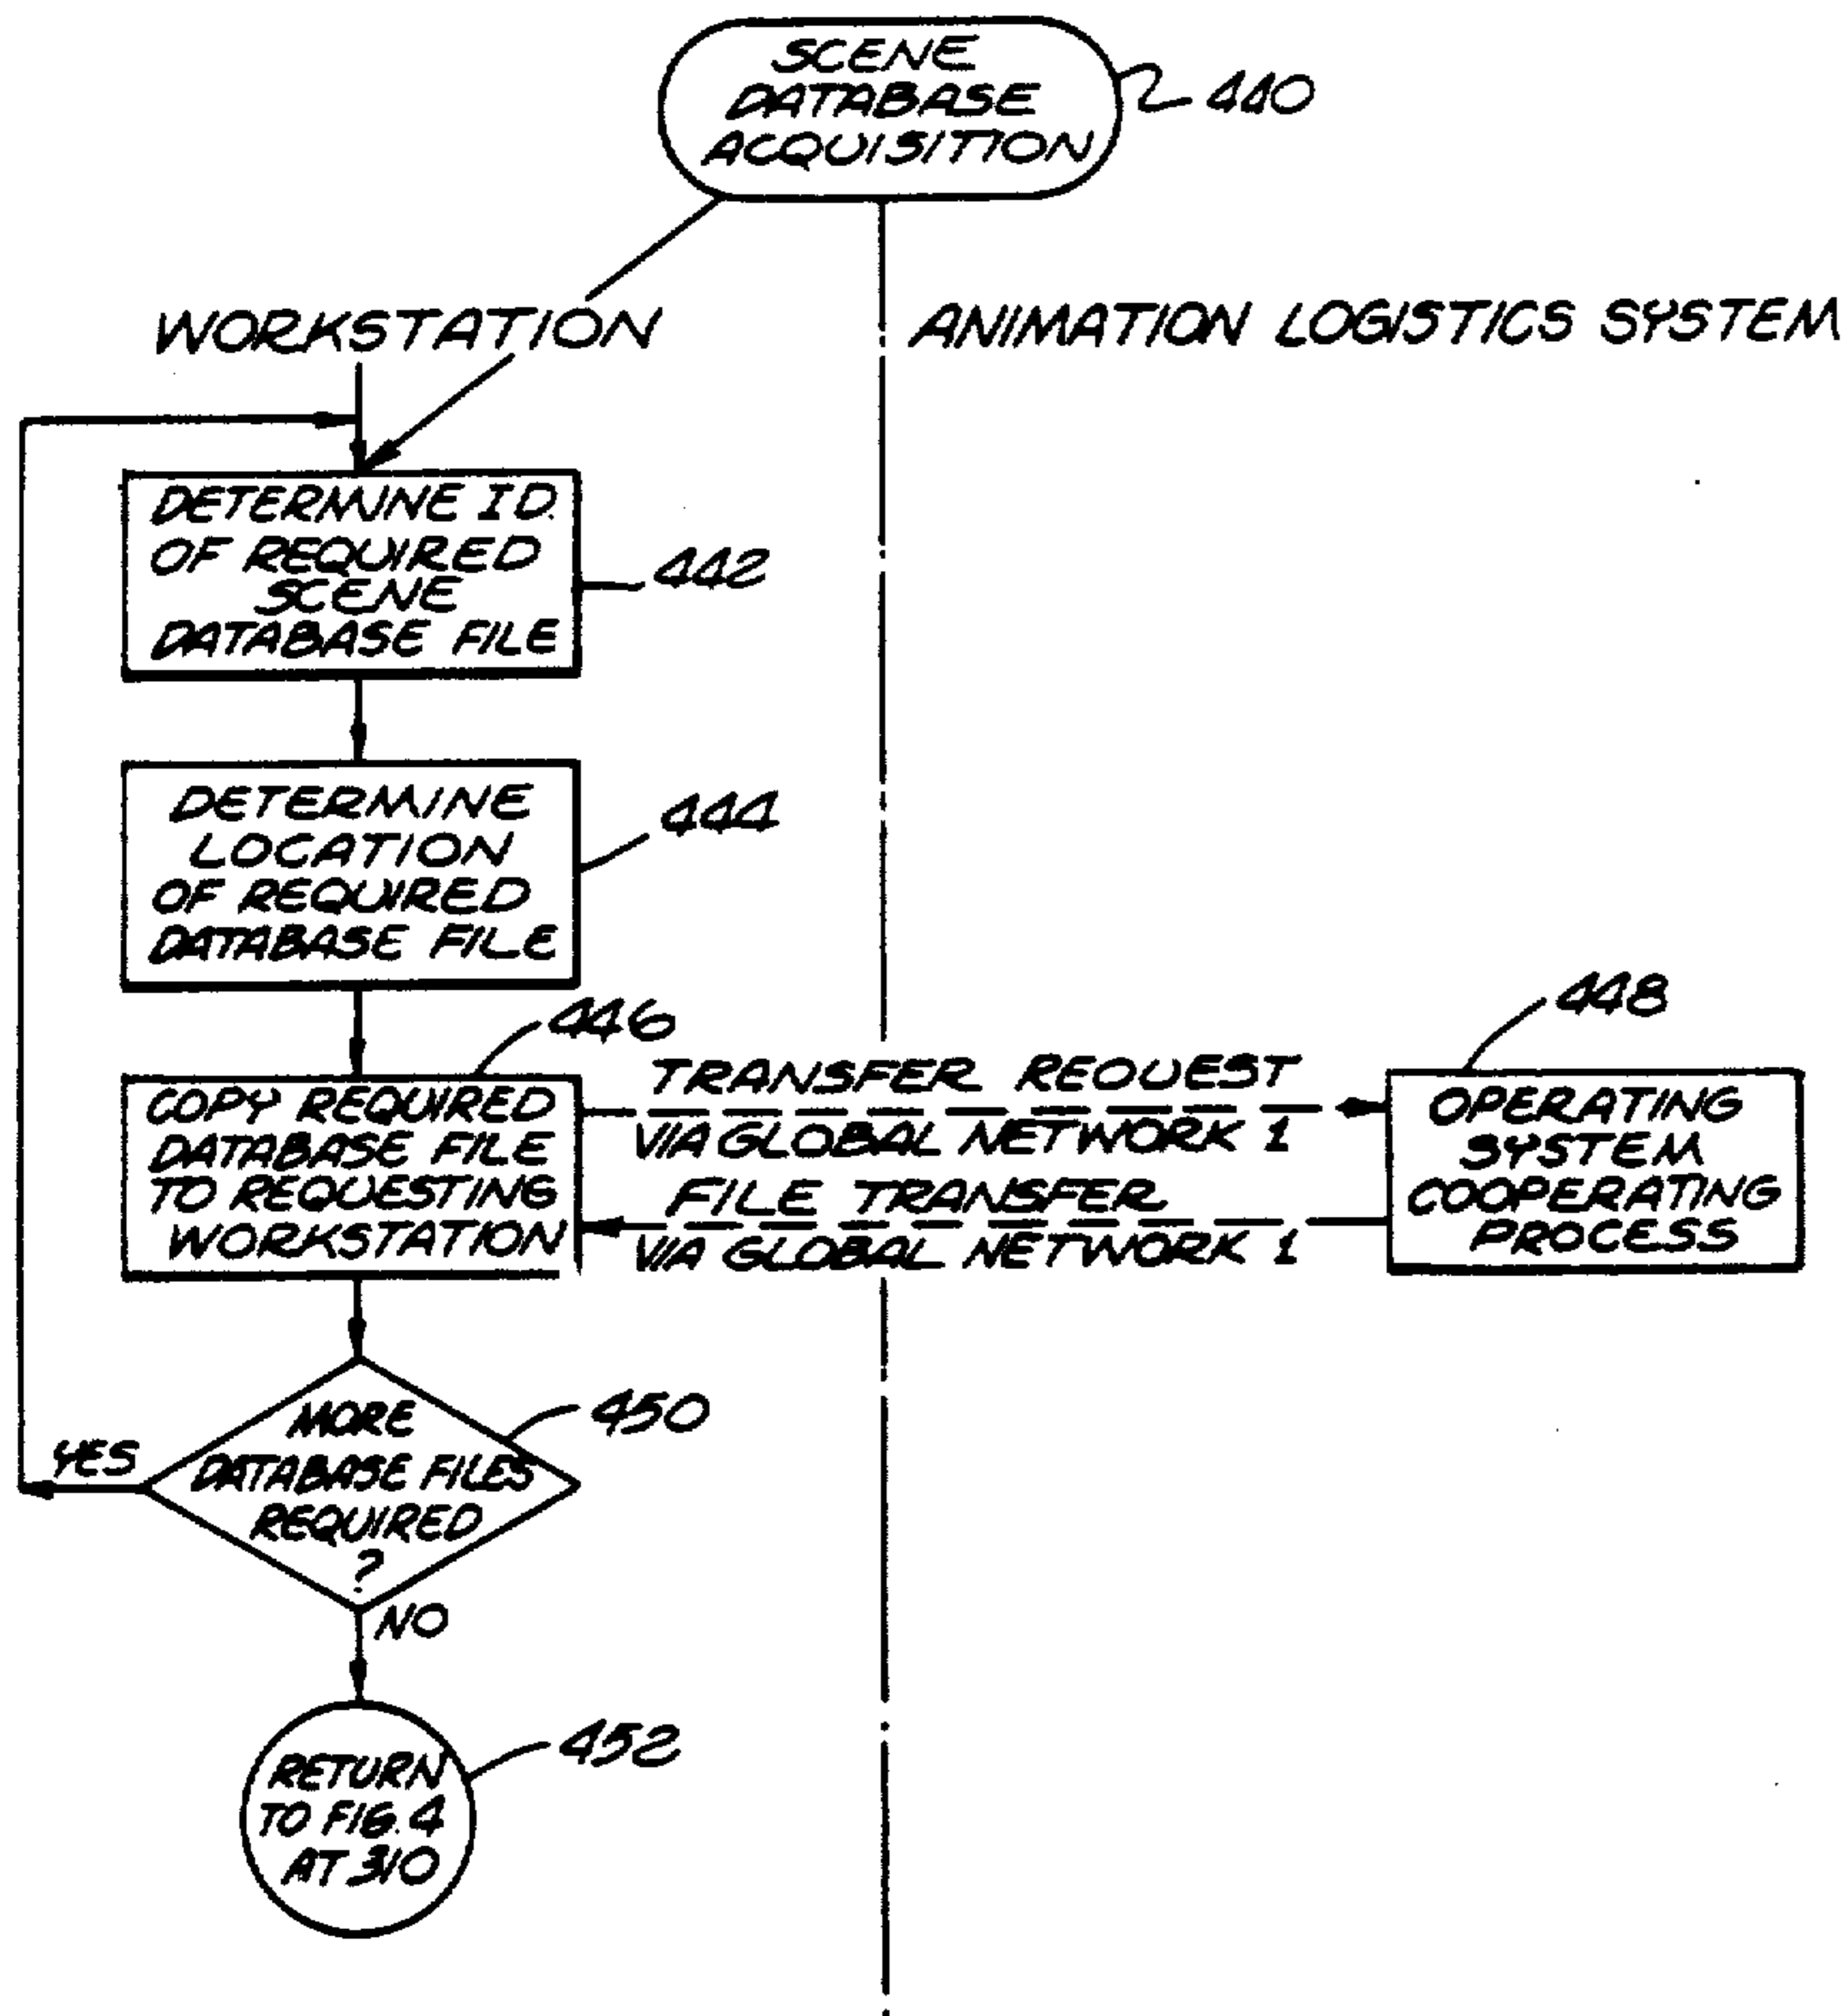 SCENE
DATABASE
ACQUISITION
440
WORKSTATION
ANIMATION LOGISTICS SYSTEM
DETERMINE I.D.
OF REQUIRED
SCENE
DATABASE FILE
442
DETERMINE
LOCATION
OF REQUIRED
DATABASE FILE
444
446
COPY REQUIRED
DATABASE FILE
TO REQUESTING
WORKSTATION
TRANSFER REQUEST
VIA GLOBAL NETWORK 1
FILE TRANSFER
VIA GLOBAL NETWORK 1
448
OPERATING
SYSTEM
COOPERATING
PROCESS
450
MORE
DATABASE FILES
REQUIRED
?
YES
NO
452
RETURN
TO FIG. 4
AT 310